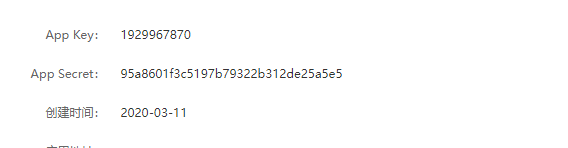 App Key： 1929967870
App Secret： 95a8601f3c5197b79322b312de25a5e5
创建时间： 2020-03-11